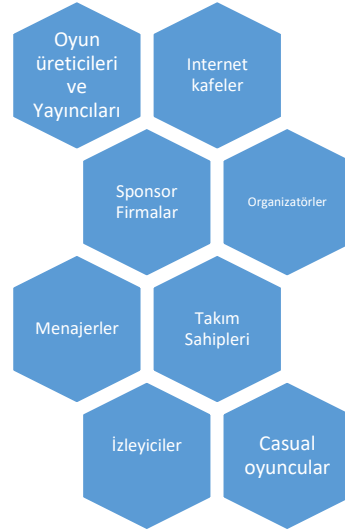 Oyun
üreticileri
ve
Yayıncıları
Internet
kafeler
Sponsor
Firmalar
Organizatörler
Menajerler
Takım
Sahipleri
İzleyiciler
Casual
oyuncular